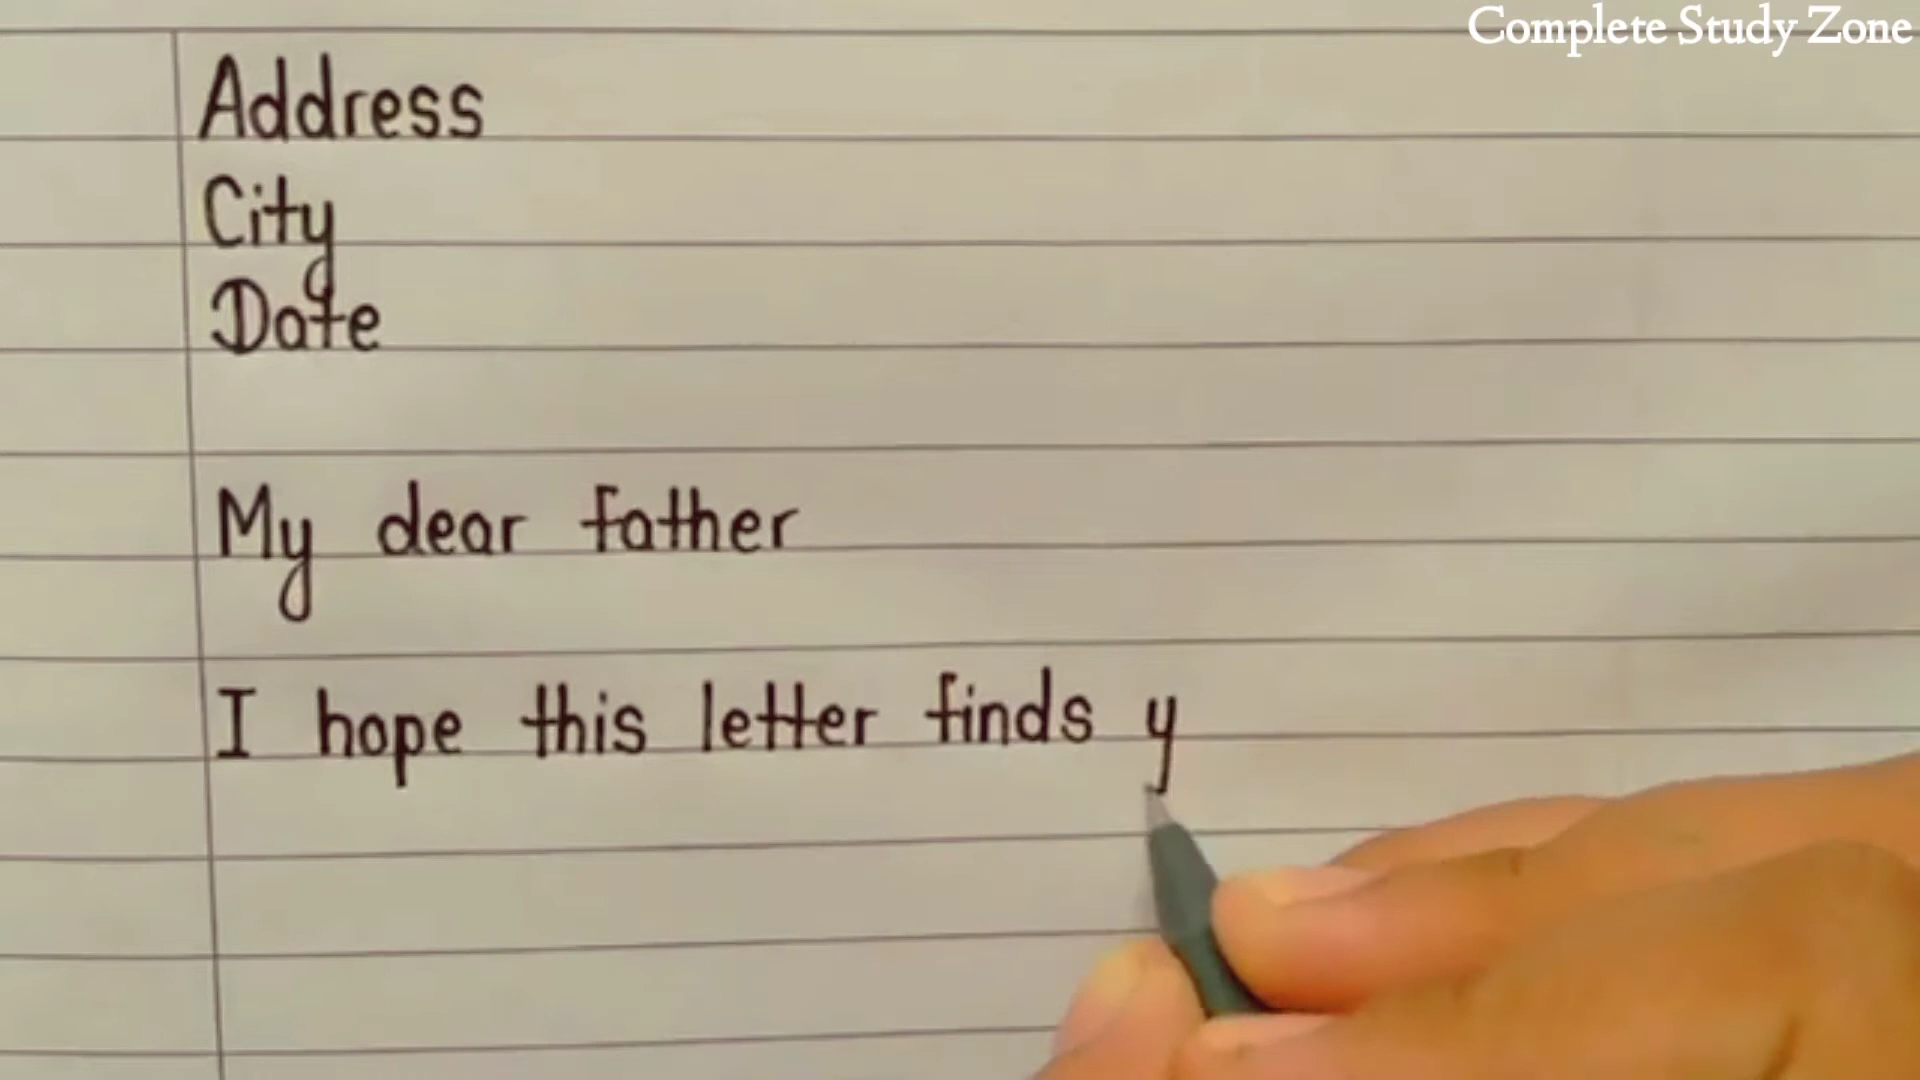 Complete Study Zone
Address
City
Date
My dear father
I hope this letter finds y